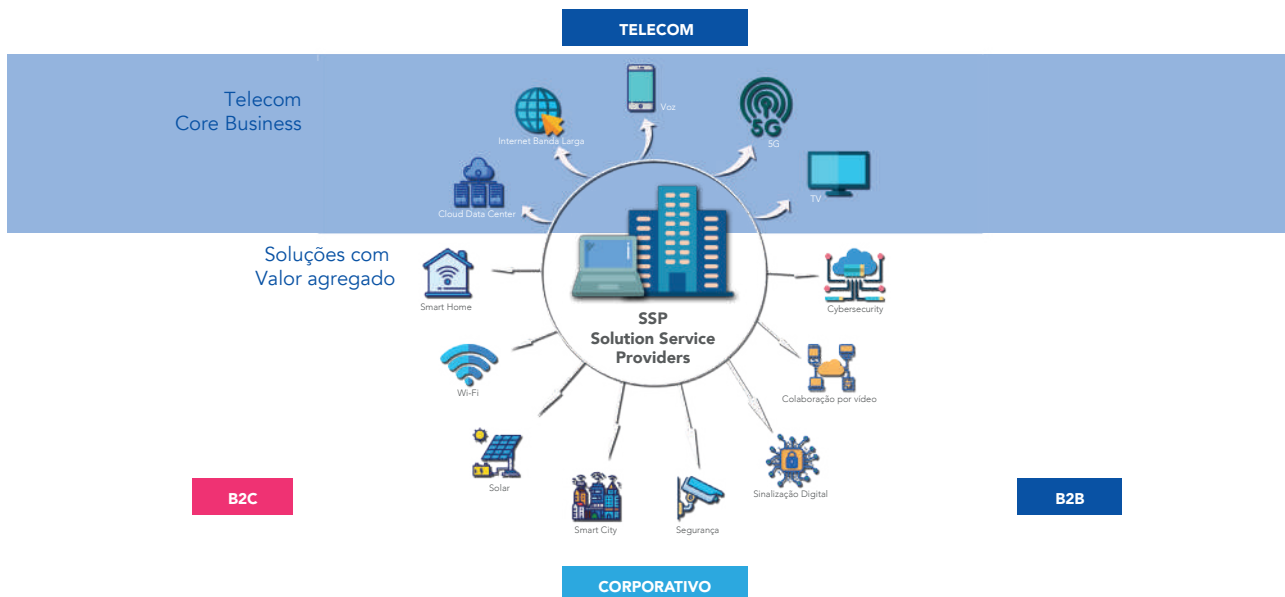 TELECOM
Telecom
Core Business
Voz
Internet Banda Larga
5G
5G
Cloud Data Center
TV
Soluções com
Valor agregado
Smart Home
Cybersecurity
SSP
Solution Service
Providers
Wi-Fi
Colaboração por vídeo
Solar
Sinalização Digital
B2C
B2B
Smart City
Segurança
CORPORATIVO